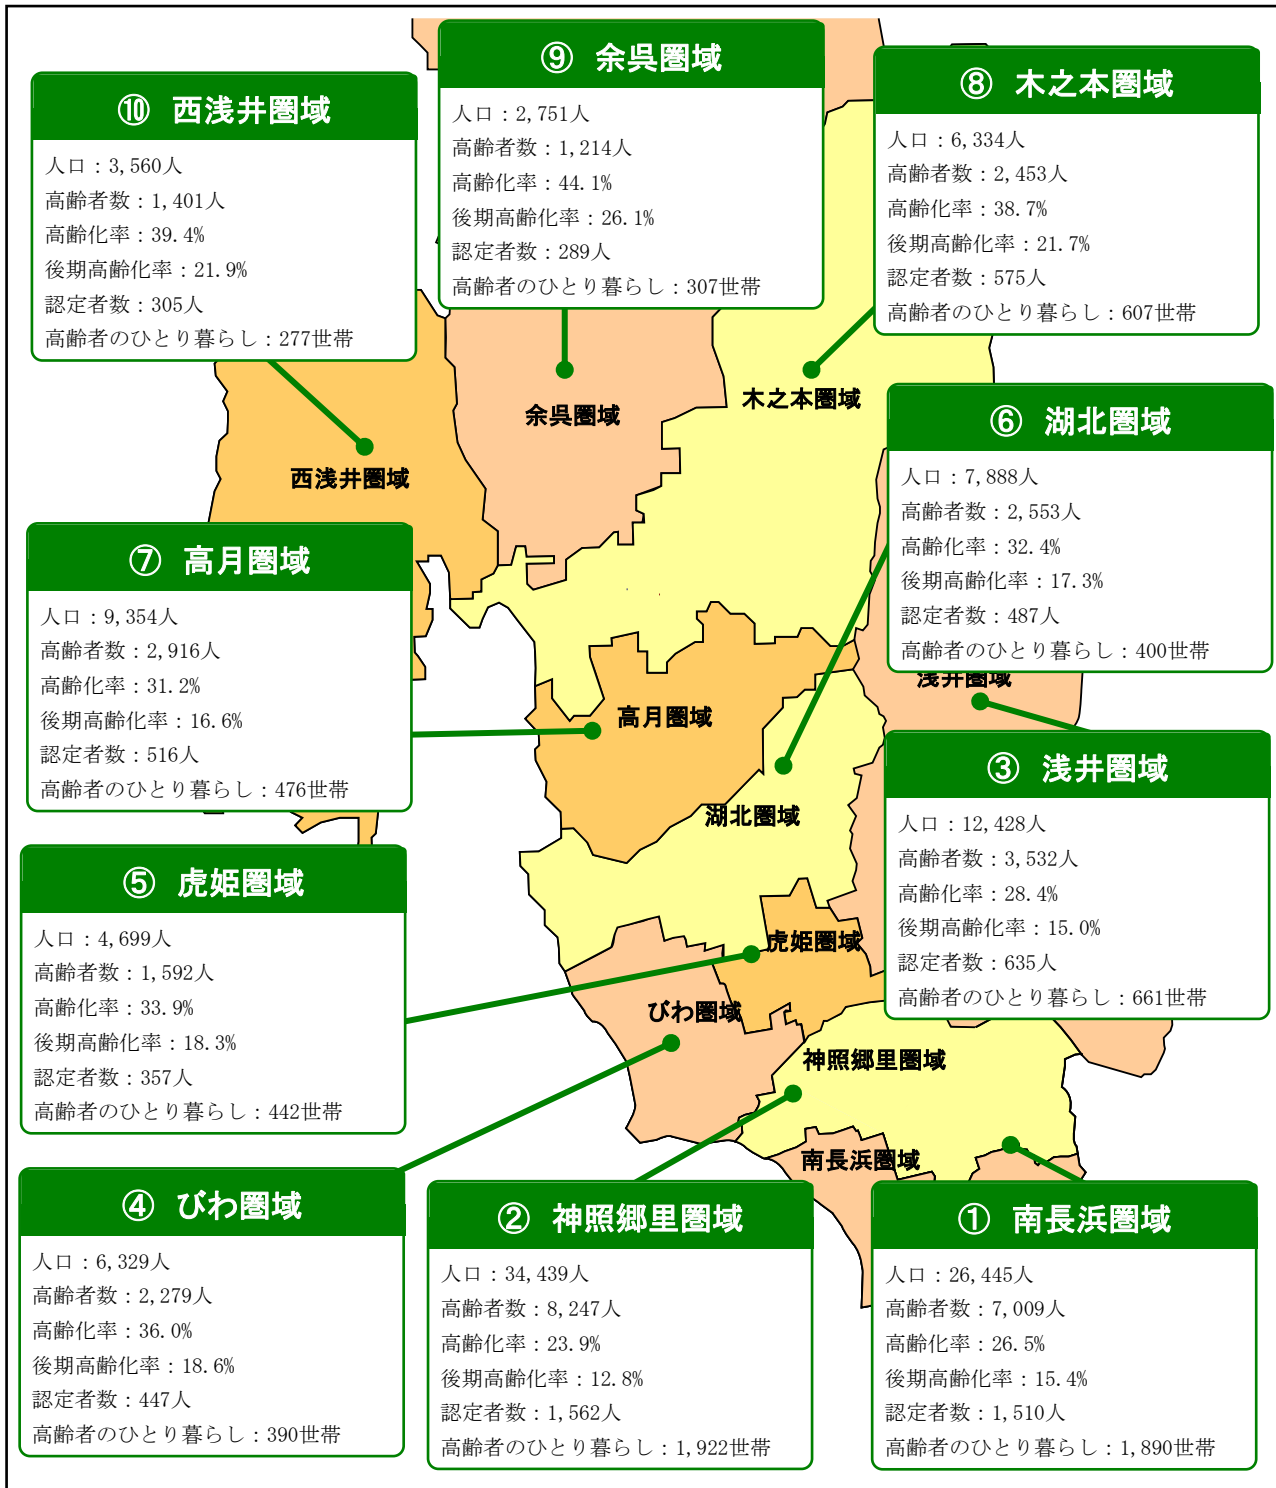 ⑨ 余呉圏域
人口：2,751人
高齢者数：1,214人
高齢化率：44.1%
後期高齢化率：26.1%
認定者数：289人
高齢者のひとり暮らし：307世帯
⑧ 木之本圏域
人口：6,334人
高齢者数：2,453人
高齢化率：38.7%
後期高齢化率：21.7%
認定者数：575人
高齢者のひとり暮らし：607世帯
⑩ 西浅井圏域
人口：3,560人
高齢者数：1,401人
高齢化率：39.4%
後期高齢化率：21.9%
認定者数：305人
高齢者のひとり暮らし：277世帯
木之本圏域
余呉圏域
西浅井圏域
⑥ 湖北圏域
人口：7,888人
高齢者数：2,553人
高齢化率：32.4%
後期高齢化率：17.3%
認定者数：487人
高齢者のひとり暮らし：400世帯
⑦ 高月圏域
人口：9,354人
高齢者数：2,916人
高齢化率：31.2%
後期高齢化率：16.6%
認定者数：516人
高齢者のひとり暮らし：476世帯
浅井圏域
高月圏域
湖北圏域
③ 浅井圏域
人口：12,428人
高齢者数：3,532人
高齢化率：28.4%
後期高齢化率：15.0%
認定者数：635人
高齢者のひとり暮らし：661世帯
⑤ 虎姫圏域
人口：4,699人
高齢者数：1,592人
高齢化率：33.9%
後期高齢化率：18.3%
認定者数：357人
高齢者のひとり暮らし：442世帯
虎姫圏域
びわ圏域
神照郷里圏域
南長浜圏域
④ びわ圏域
人口：6,329人
高齢者数：2,279人
高齢化率：36.0%
後期高齢化率：18.6%
認定者数：447人
高齢者のひとり暮らし：390世帯
② 神照郷里圏域
人口：34,439人
高齢者数：8,247人
高齢化率：23.9%
後期高齢化率：12.8%
認定者数：1,562人
高齢者のひとり暮らし：1,922世帯
① 南長浜圏域
人口：26,445人
高齢者数：7,009人
高齢化率：26.5%
後期高齢化率：15.4%
認定者数：1,510人
高齢者のひとり暮らし：1,890世帯